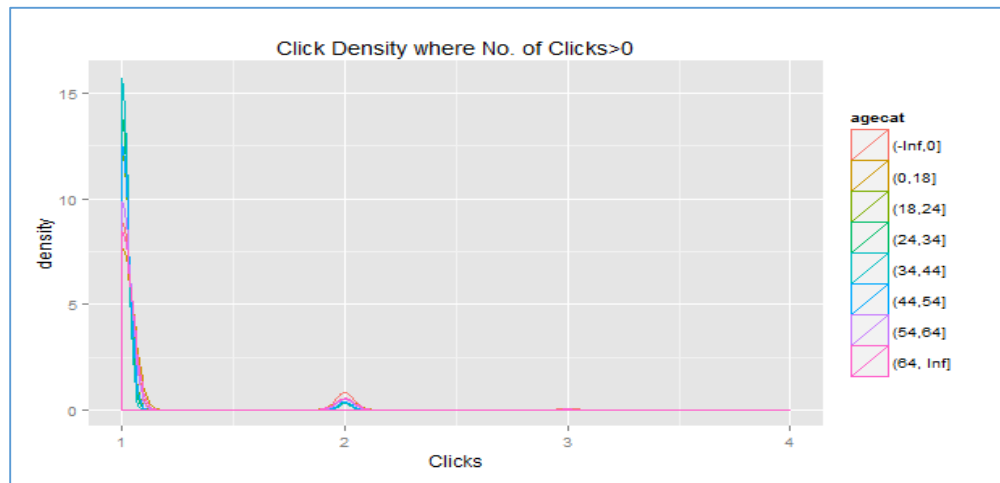 Click Density where No. of Clicks>0
15
10
5
0
density
1 2 3 4
Clicks
agecat
(-Inf,0]
(0,18]
(18,24]
(24,34]
(34,44]
(44,54]
(54,64]
(64, Inf]